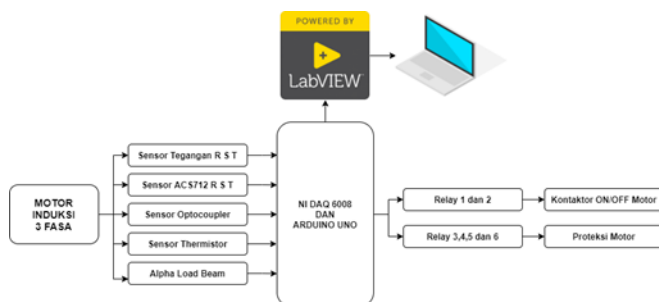 POWERED BY
LabVIEW™
MOTOR
INDUKSI
3 FASA
Sensor Tegangan R S T
Sensor ACS712 R S T
Sensor Optocoupler
Sensor Thermistor
Alpha Load Beam
NI DAQ 6008
DAN
ARDUINO UNO
Relay 1 dan 2
Kontaktor ON/OFF Motor
Relay 3,4,5 dan 6
Proteksi Motor